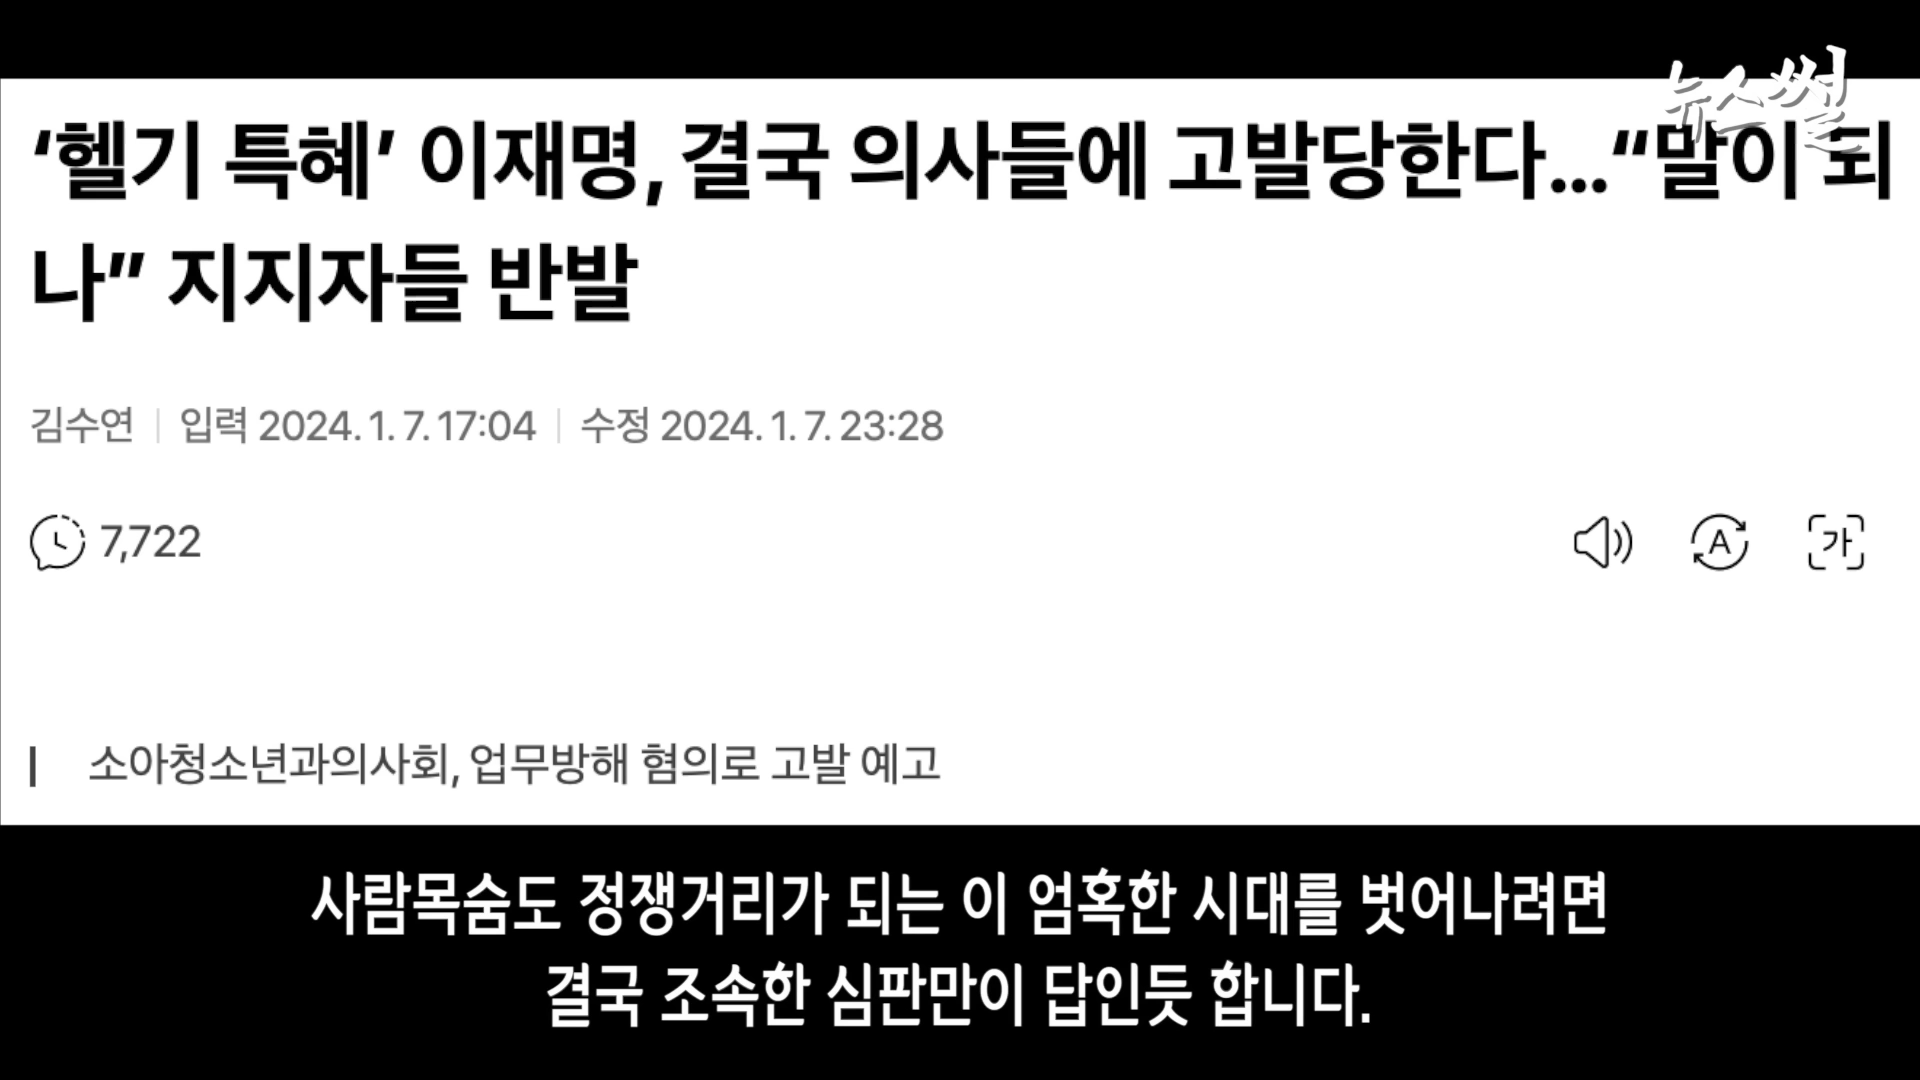 뉴스썰
‘헬기 특혜’ 이재명, 결국 의사들에 고발당한다…“말이 되
나” 지지자들 반발
김수연 | 입력 2024. 1. 7. 17:04 | 수정 2024. 1. 7. 23:28
7,722
A
가
소아청소년과의사회, 업무방해 혐의로 고발 예고
사람목숨도 정쟁거리가 되는 이 엄혹한 시대를 벗어나려면
결국 조속한 심판만이 답인듯 합니다.